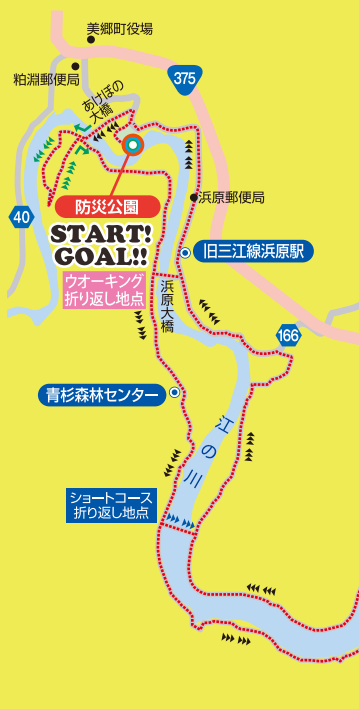 美郷町役場
粕淵郵便局
375
あけぼの
大橋
防災公園
浜原郵便局
40
START!
GOAL!!
旧三江線浜原駅
ウオーキング
折り返し地点
浜原大橋
166
青杉森林センター
江の川
ショートコース
折り返し地点